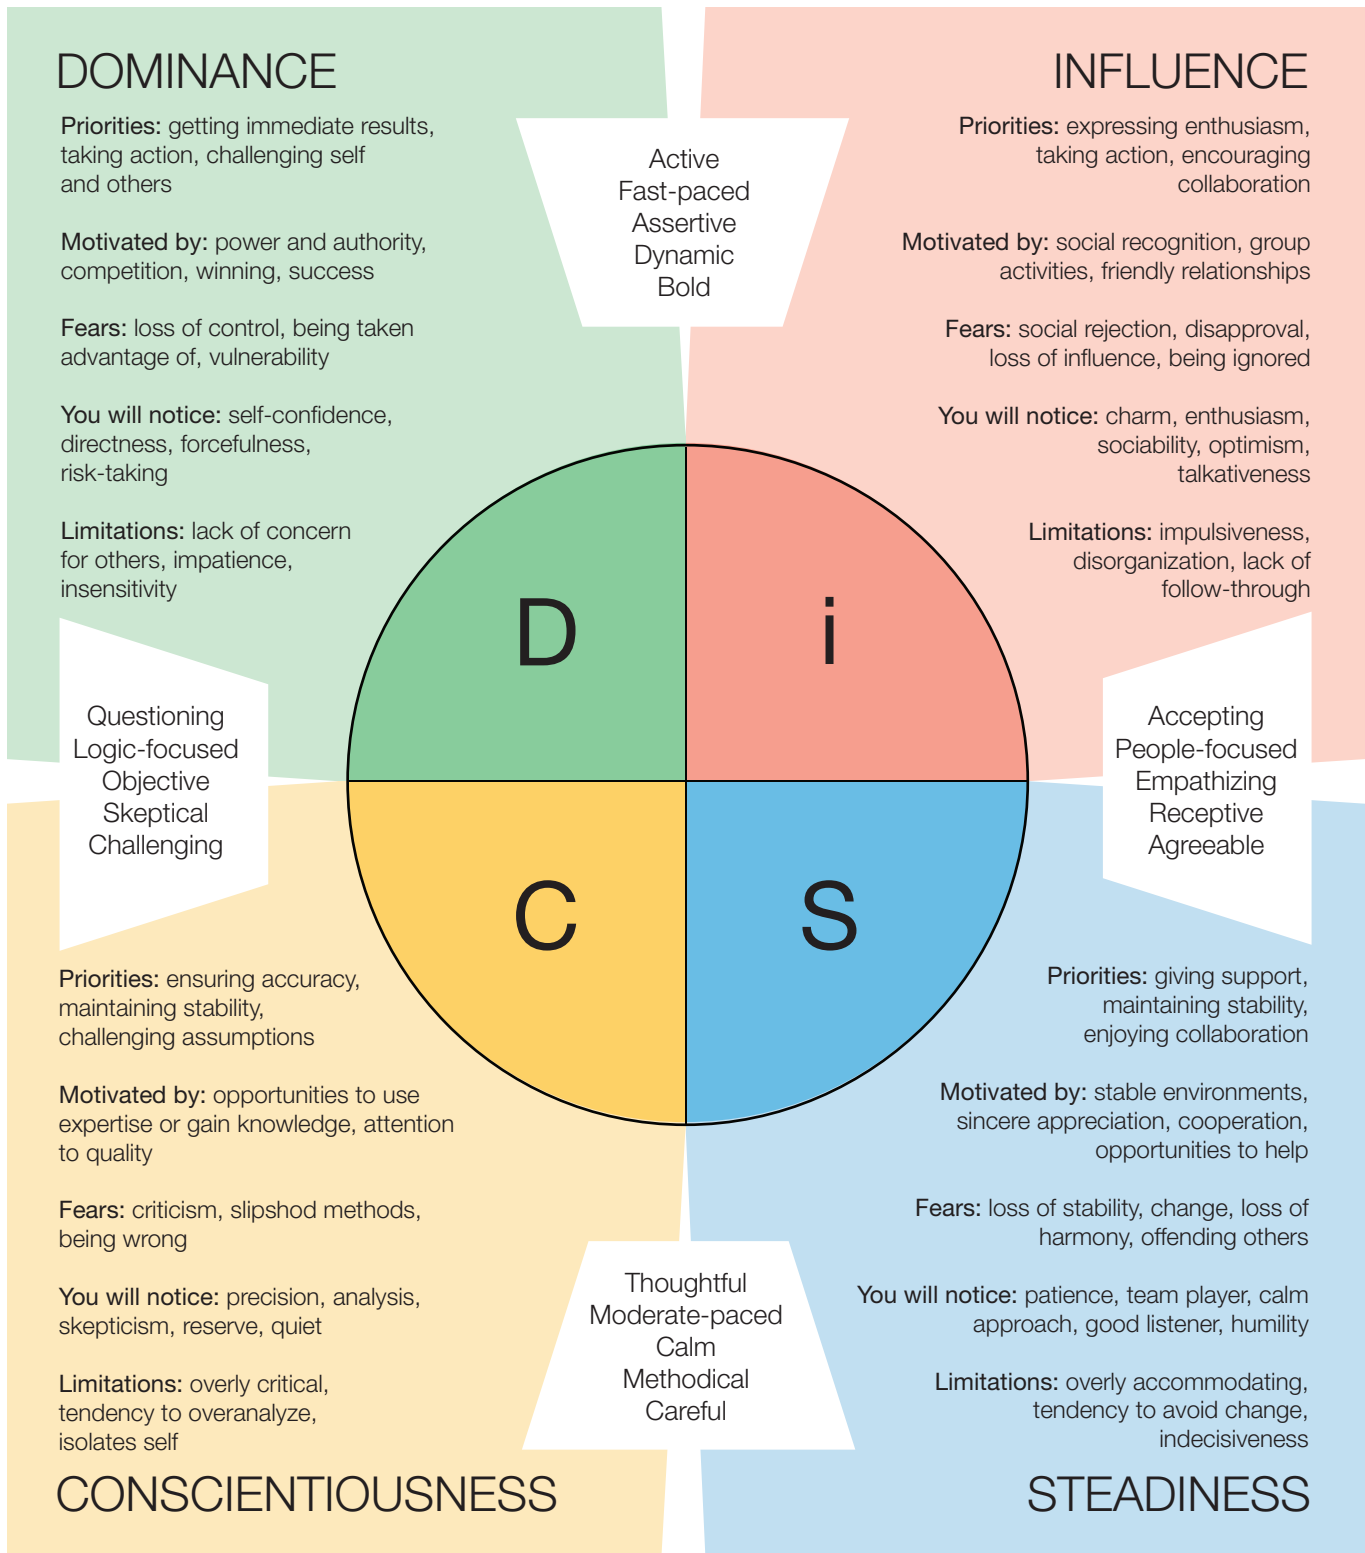 DOMINANCE
Priorities: getting immediate results,
taking action, challenging self
and others
Motivated by: power and authority,
competition, winning, success
Fears: loss of control, being taken
advantage of, vulnerability
You will notice: self-confidence,
directness, forcefulness,
risk-taking
Limitations: lack of concern
for others, impatience,
insensitivity
Active
Fast-paced
Assertive
Dynamic
Bold
INFLUENCE
Priorities: expressing enthusiasm,
taking action, encouraging
collaboration
Motivated by: social recognition, group
activities, friendly relationships
Fears: social rejection, disapproval,
loss of influence, being ignored
You will notice: charm, enthusiasm,
sociability, optimism,
talkativeness
Limitations: impulsiveness,
disorganization, lack of
follow-through
D
i
Questioning
Logic-focused
Objective
Skeptical
Challenging
Accepting
People-focused
Empathizing
Receptive
Agreeable
C
S
Priorities: ensuring accuracy,
maintaining stability,
challenging assumptions
Motivated by: opportunities to use
expertise or gain knowledge, attention
to quality
Fears: criticism, slipshod methods,
being wrong
You will notice: precision, analysis,
skepticism, reserve, quiet
Limitations: overly critical,
tendency to overanalyze,
isolates self
CONSCIENTIOUSNESS
Thoughtful
Moderate-paced
Calm
Methodical
Careful
Priorities: giving support,
maintaining stability,
enjoying collaboration
Motivated by: stable environments,
sincere appreciation, cooperation,
opportunities to help
Fears: loss of stability, change, loss of
harmony, offending others
You will notice: patience, team player, calm
approach, good listener, humility
Limitations: overly accommodating,
tendency to avoid change,
indecisiveness
STEADINESS